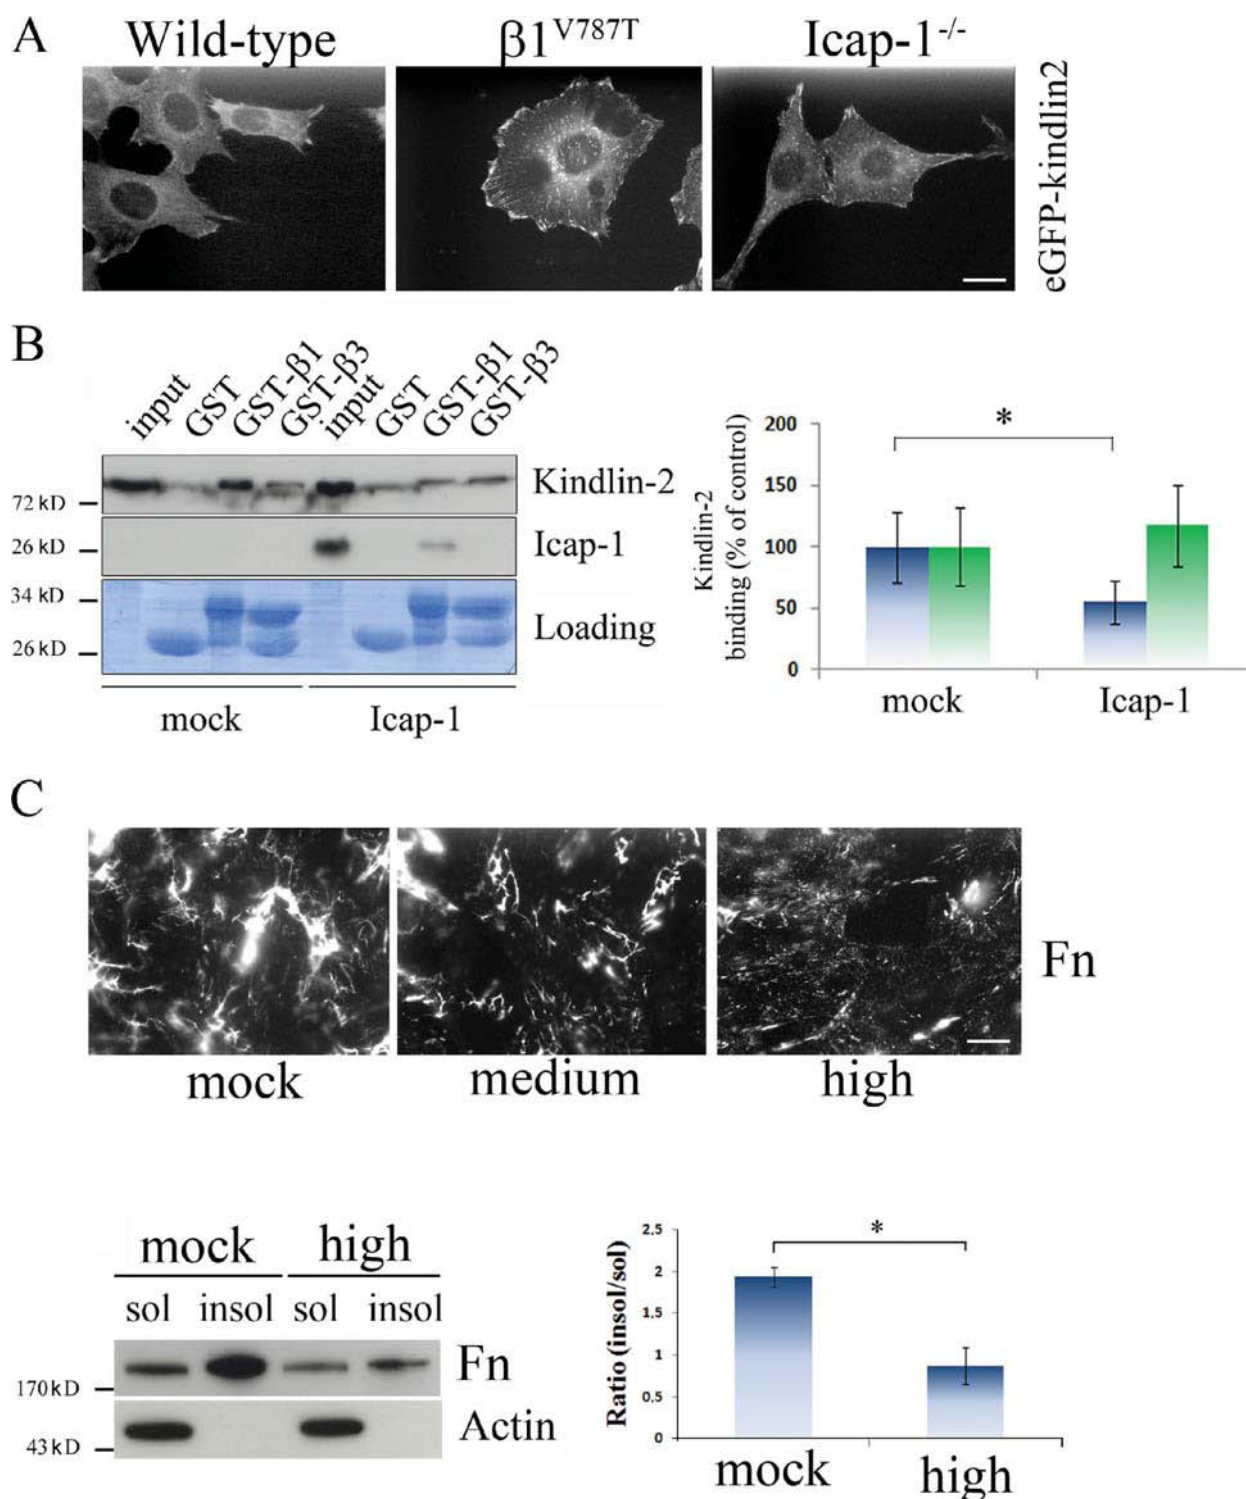 A
Wild-type
β1V787T
Icap-1-/-
eGFP-kindlin2
B
input
GST
GST-β1
GST-β3
input
GST
GST-β1
GST-β3
72 kD
Kindlin-2
26 kD
Icap-1
34 kD
26 kD
Loading
mock
Icap-1
Kindlin-2
binding (% of control)
200
150
100
50
0
*
mock
Icap-1
C
Fn
mock
medium
high
mock
high
sol
insol
sol
insol
170 kD
Fn
43 kD
Actin
Ratio (insol/sol)
2.5
2
1.5
1
0.5
0
*
mock
high